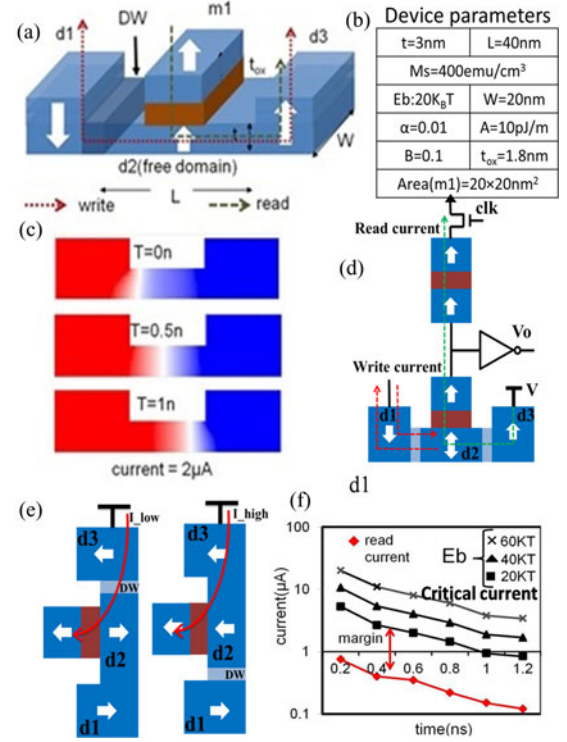 (a)
d1
DW
m1
d3
t_ox
t
W
d2(free domain)
L
write
read
(b)
Device parameters
t=3nm L=40nm
Ms=400emu/cm³
Eb:20K_BT W=20nm
α=0.01 A=10pJ/m
B=0.1 t_ox=1.8nm
Area(m1)=20×20nm²
(c)
T=0n
T=0.5n
T=1n
current = 2μA
clk
Read current
(d)
Vo
Write current
V
d1
d3
d2
d1
(e)
I_low
I_high
d3
d3
DW
d2
d2
DW
d1
d1
(f)
100
10
1
0.1
current(μA)
read
current
Eb
60KT
40KT
20KT
Critical current
margin
0.2 0.4 0.6 0.8 1.0 1.2
time(ns)